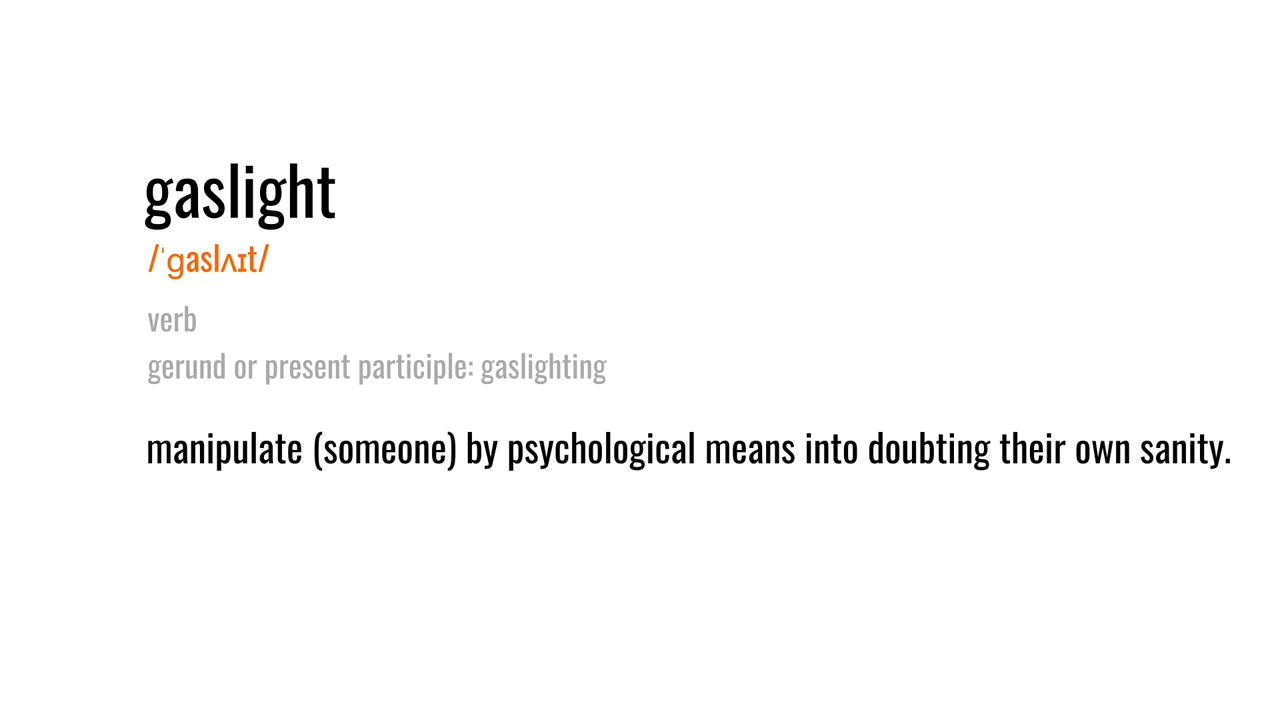 gaslight
/ˈɡaslʌɪt/
verb
gerund or present participle: gaslighting
manipulate (someone) by psychological means into doubting their own sanity.